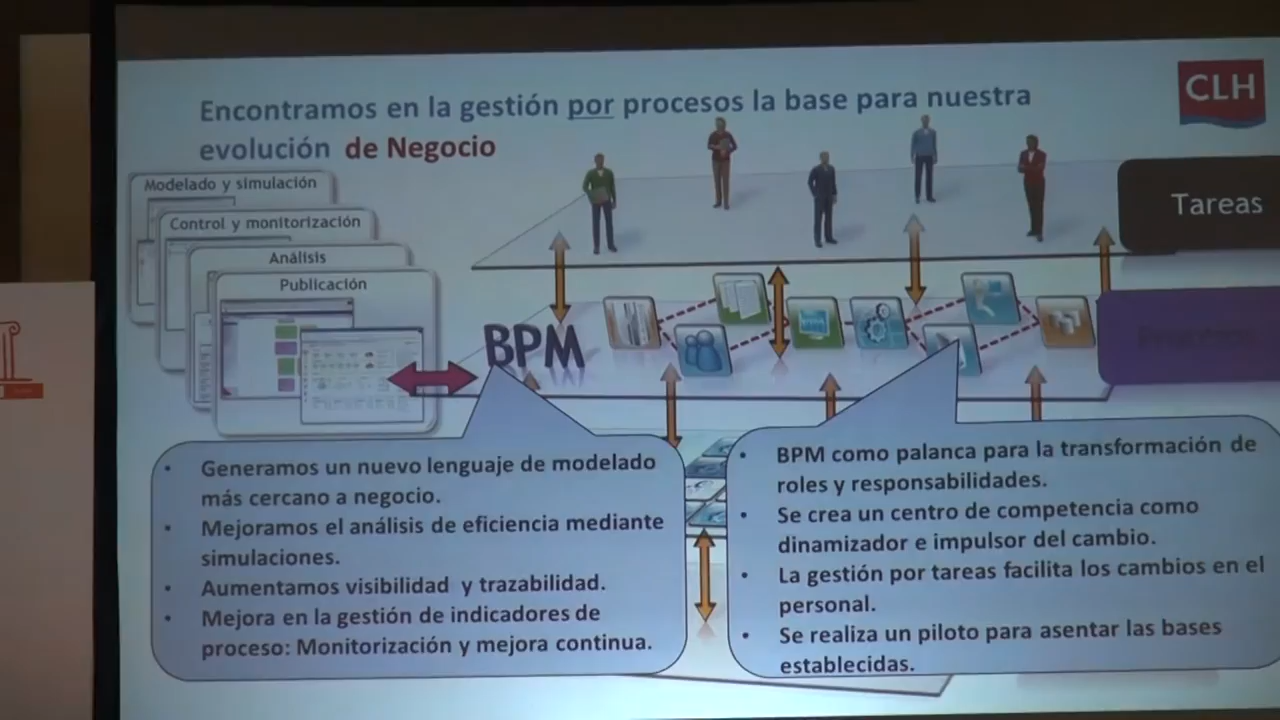 Encontramos en la gestión por procesos la base para nuestra
evolución de Negocio
CLH
Modelado y simulación
Control y monitorización
Análisis
Publicación
Tareas
BPM
• Generamos un nuevo lenguaje de modelado
más cercano a negocio.
• Mejoramos el análisis de eficiencia mediante
simulaciones.
• Aumentamos visibilidad y trazabilidad.
• Mejora en la gestión de indicadores de
proceso: Monitorización y mejora continua.
• BPM como palanca para la transformación de
roles y responsabilidades.
• Se crea un centro de competencia como
dinamizador e impulsor del cambio.
• La gestión por tareas facilita los cambios en el
personal.
• Se realiza un piloto para asentar las bases
establecidas.